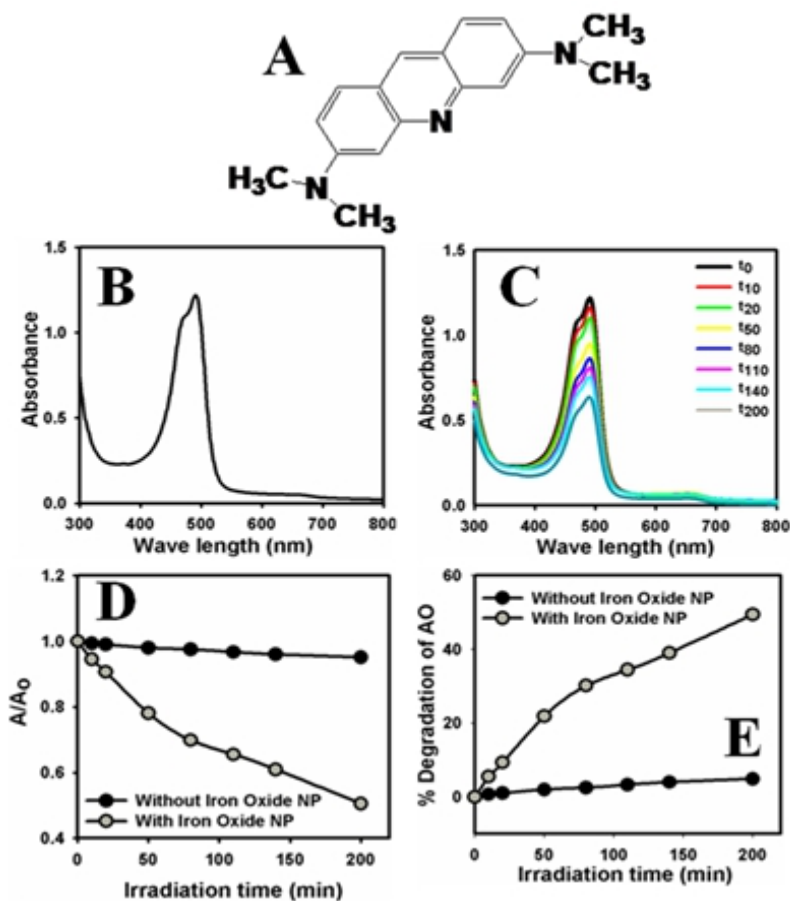 A
CH3
N
CH3
N
H3C
N
CH3
B
1.5
1.0
0.5
0.0
Absorbance
300 400 500 600 700 800
Wave length (nm)
C
1.5
1.0
0.5
0.0
Absorbance
t0
t10
t20
t50
t80
t110
t140
t200
300 400 500 600 700 800
Wave length (nm)
D
1.2
1.0
0.8
0.6
0.4
A/Ao
Without Iron Oxide NP
With Iron Oxide NP
0 50 100 150 200
Irradiation time (min)
60
40
20
0
% Degradation of AO
Without Iron Oxide NP
With Iron Oxide NP
E
0 50 100 150 200
Irradiation time (min)